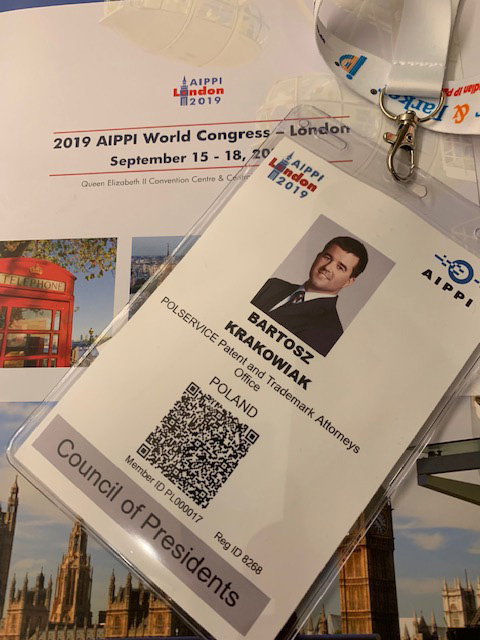 AIPPI
London
2019
2019 AIPPI World Congress – London
September 15 - 18, 20
Queen Elizabeth II Convention Centre &
TELEPHONE
AIPPI
London
2019
AIPPI
BARTOSZ
KRAKOWIAK
POLSERVICE Patent and Trademark Attorneys
Office
POLAND
Member ID PL000017
Reg ID 8268
Council of Presidents